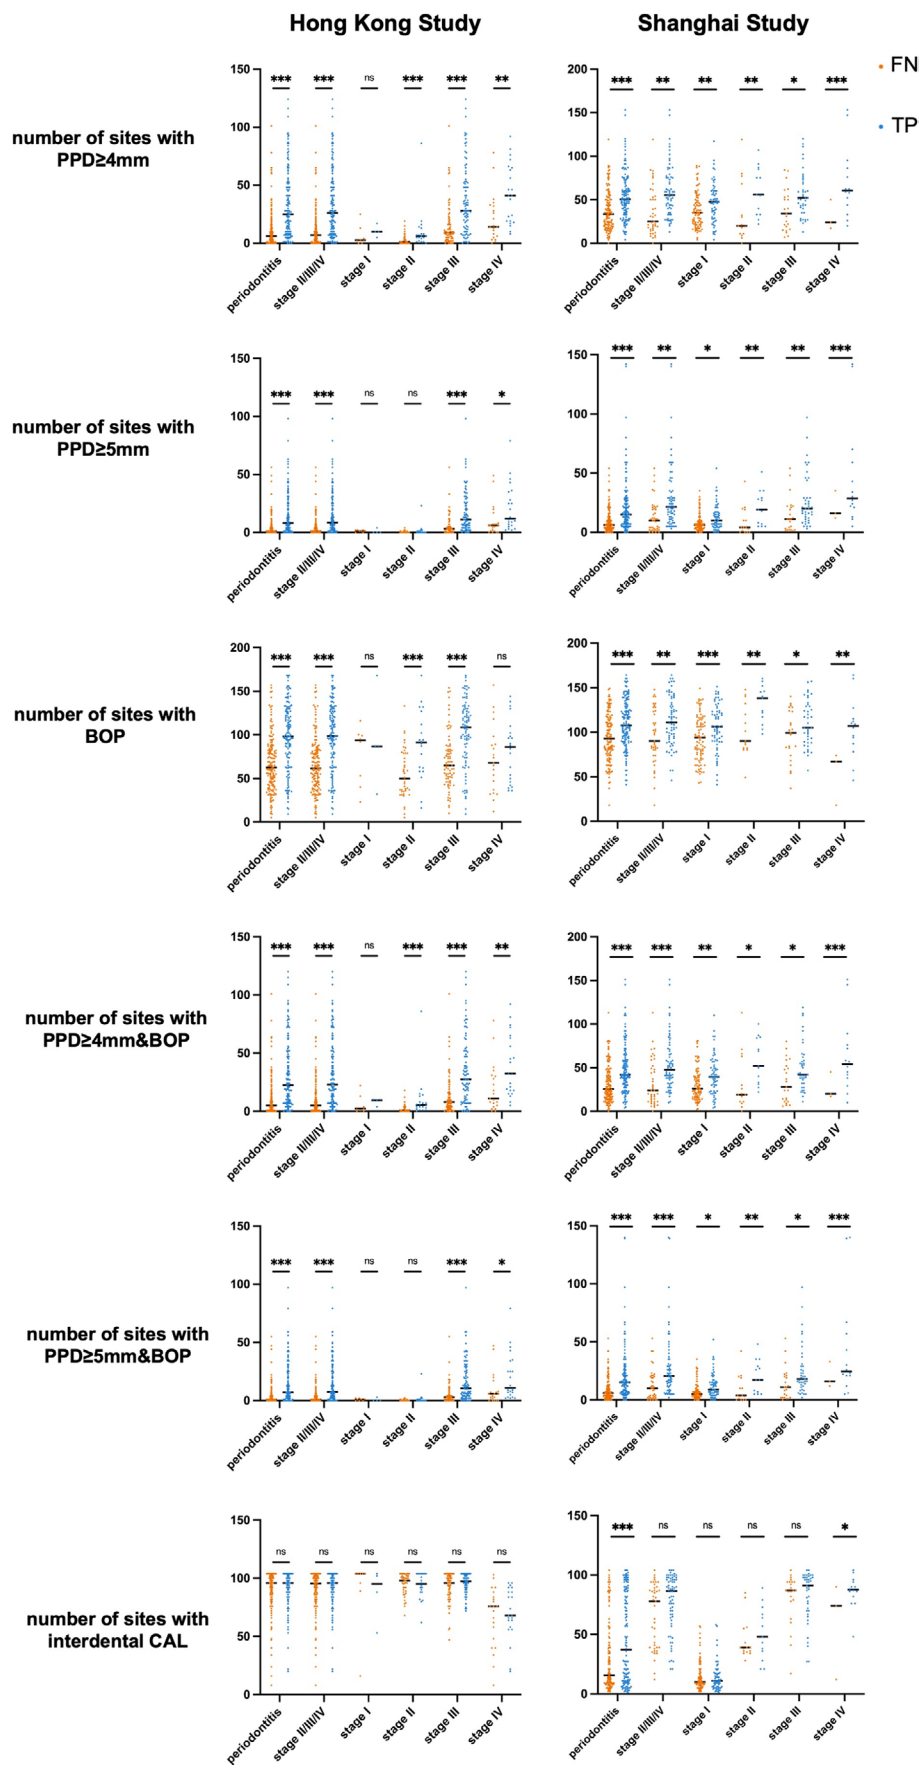 Hong Kong Study
Shanghai Study
FN
TP
number of sites with
PPD≥4mm
150
100
50
0
*** *** ns *** *** **
periodontitis
stage II/III/IV
stage I
stage II
stage III
stage IV
200
150
100
50
0
*** ** ** ** * ***
periodontitis
stage II/III/IV
stage I
stage II
stage III
stage IV
number of sites with
PPD≥5mm
150
100
50
0
*** *** ns ns *** *
periodontitis
stage II/III/IV
stage I
stage II
stage III
stage IV
150
100
50
0
*** ** * ** ** ***
periodontitis
stage II/III/IV
stage I
stage II
stage III
stage IV
number of sites with
BOP
200
150
100
50
0
*** *** ns *** *** ns
periodontitis
stage II/III/IV
stage I
stage II
stage III
stage IV
200
150
100
50
0
*** ** *** ** * **
periodontitis
stage II/III/IV
stage I
stage II
stage III
stage IV
number of sites with
PPD≥4mm&BOP
150
100
50
0
*** *** ns *** *** **
periodontitis
stage II/III/IV
stage I
stage II
stage III
stage IV
200
150
100
50
0
*** *** ** * * ***
periodontitis
stage II/III/IV
stage I
stage II
stage III
stage IV
number of sites with
PPD≥5mm&BOP
150
100
50
0
*** *** ns ns *** *
periodontitis
stage II/III/IV
stage I
stage II
stage III
stage IV
150
100
50
0
*** *** * ** * ***
periodontitis
stage II/III/IV
stage I
stage II
stage III
stage IV
number of sites with
interdental CAL
150
100
50
0
ns ns ns ns ns ns
periodontitis
stage II/III/IV
stage I
stage II
stage III
stage IV
150
100
50
0
*** ns ns ns ns *
periodontitis
stage II/III/IV
stage I
stage II
stage III
stage IV